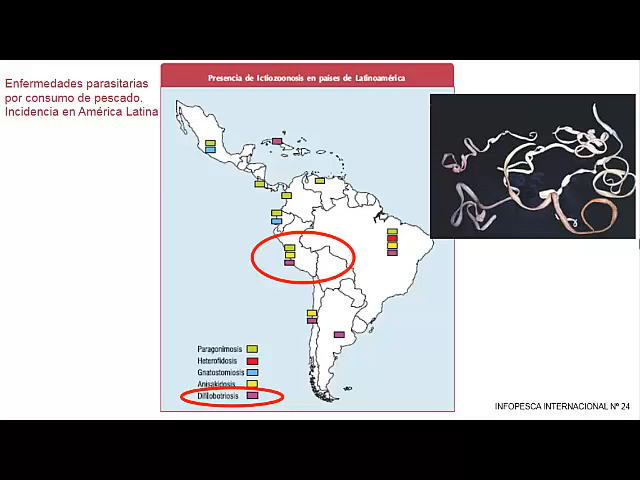 Enfermedades parasitarias
por consumo de pescado.
Incidencia en América Latina
Presencia de Ictiozoonosis en países de Latinoamérica
Paragonimosis
Heterofidosis
Gnatostomiosis
Anisakidosis
Difilobotriosis
INFOPESCA INTERNACIONAL Nº 24